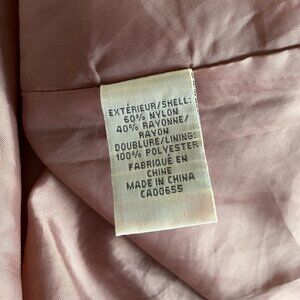 EXTÉRIEUR/SHELL:
60% NYLON
40% RAYONNE/
RAYON
DOUBLURE/LINING:
100% POLYESTER
FABRIQUÉ EN
CHINE
MADE IN CHINA
CA00655